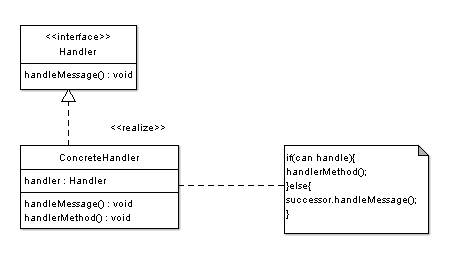 <<interface>>
Handler
handleMessage() : void
<<realize>>
ConcreteHandler
handler : Handler
handleMessage() : void
handlerMethod() : void
if(can handle){
handlerMethod();
}else{
successor.handleMessage();
}